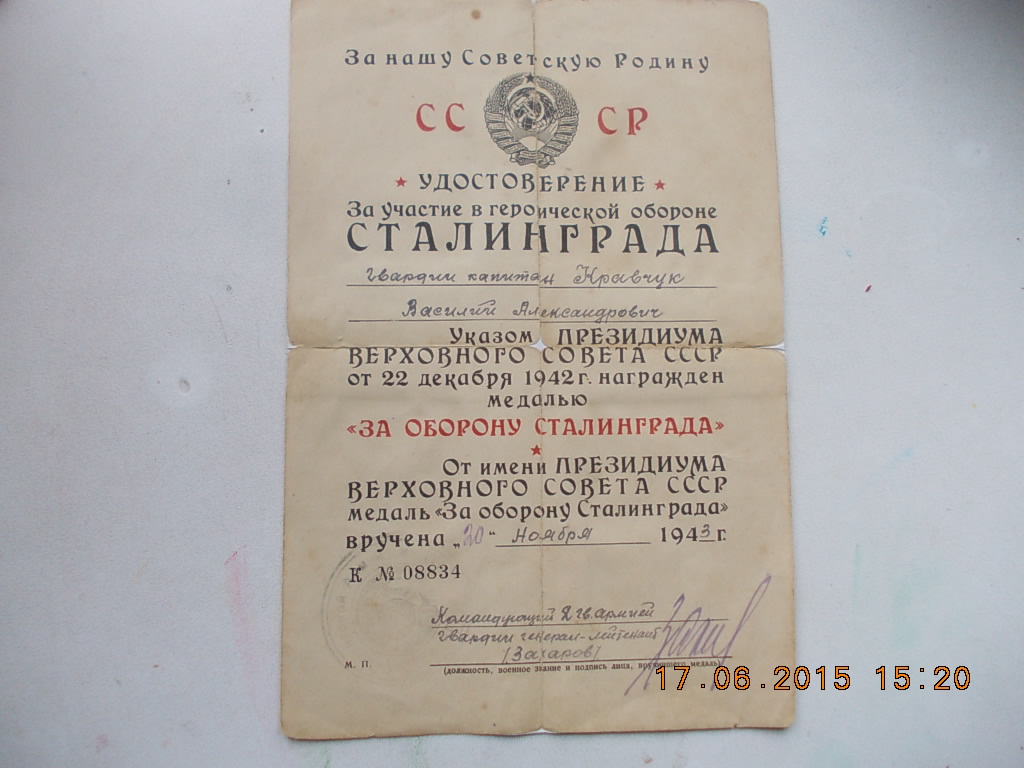 За нашу Советскую Родину
СС СР
УДОСТОВЕРЕНИЕ
За участие в героической обороне
СТАЛИНГРАДА
Гвардии капитан Кравчук
Василий Александрович
Указом ПРЕЗИДИУМА
ВЕРХОВНОГО СОВЕТА СССР
от 22 декабря 1942 г. награжден
медалью
«ЗА ОБОРОНУ СТАЛИНГРАДА»
От имени ПРЕЗИДИУМА
ВЕРХОВНОГО СОВЕТА СССР
медаль «За оборону Сталинграда»
вручена „20“ ноября 1943 г.
К № 08834
Командующий 2 гв. армией
гвардии генерал-лейтенант
(Захаров)
М. П.
(должность, военное звание и подпись лица, вручившего медаль)
17.06.2015 15:20